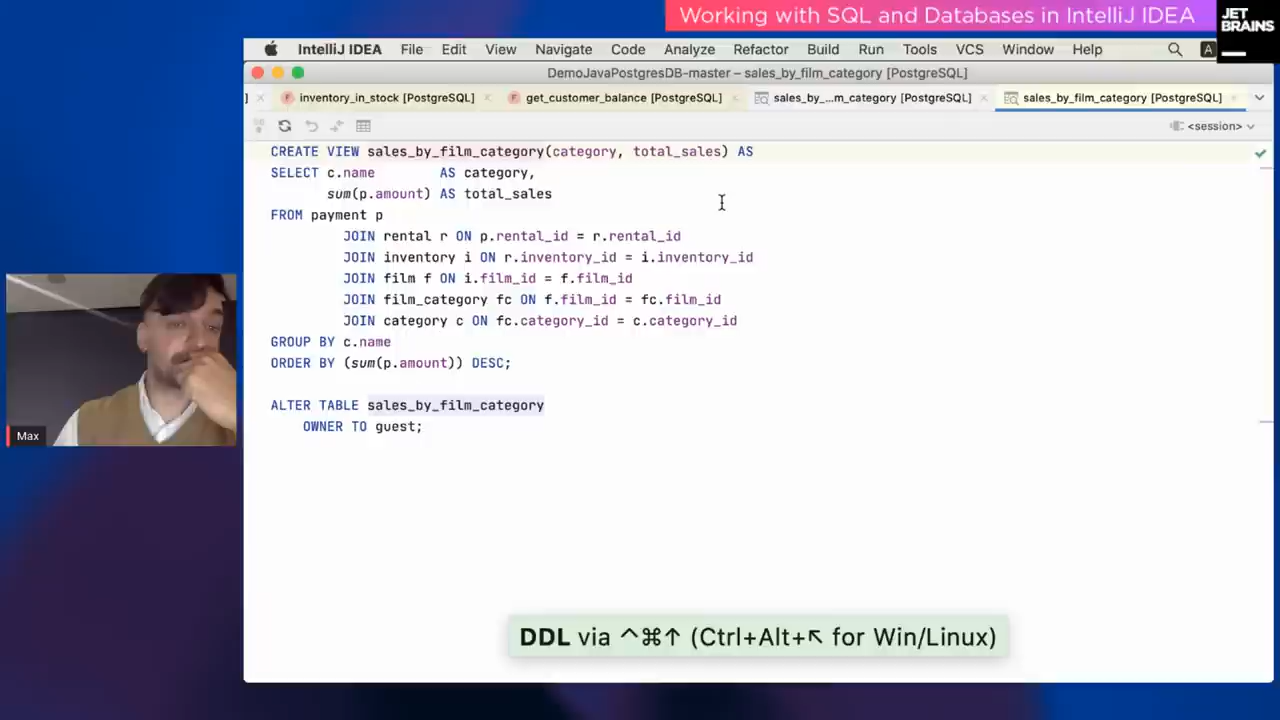 Working with SQL and Databases in IntelliJ IDEA
JET
BRAINS
IntelliJ IDEA File Edit View Navigate Code Analyze Refactor Build Run Tools VCS Window Help A
DemoJavaPostgresDB-master – sales_by_film_category [PostgreSQL]
] inventory_in_stock [PostgreSQL] get_customer_balance [PostgreSQL] sales_by_...m_category [PostgreSQL] sales_by_film_category [PostgreSQL]
<session>
CREATE VIEW sales_by_film_category(category, total_sales) AS
SELECT c.name AS category,
sum(p.amount) AS total_sales
FROM payment p
JOIN rental r ON p.rental_id = r.rental_id
JOIN inventory i ON r.inventory_id = i.inventory_id
JOIN film f ON i.film_id = f.film_id
JOIN film_category fc ON f.film_id = fc.film_id
JOIN category c ON fc.category_id = c.category_id
GROUP BY c.name
ORDER BY (sum(p.amount)) DESC;
ALTER TABLE sales_by_film_category
OWNER TO guest;
Max
DDL via ^⌘↑ (Ctrl+Alt+↖ for Win/Linux)